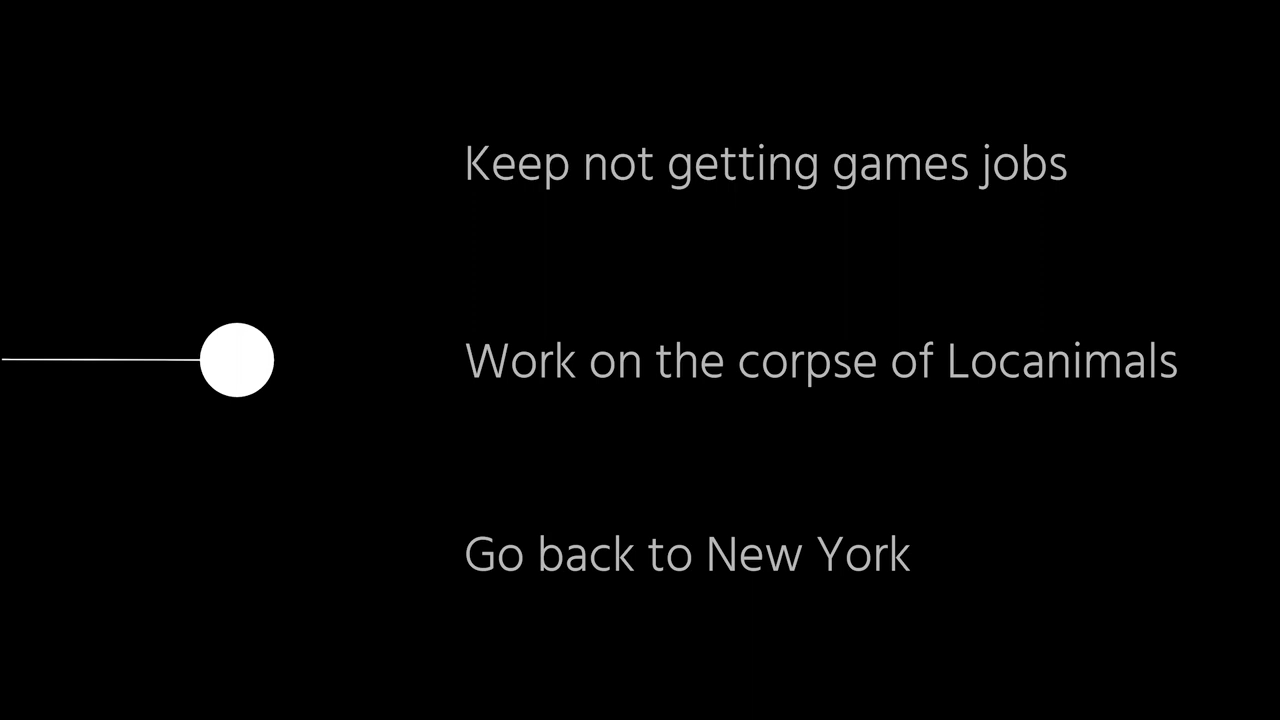 Keep not getting games jobs
Work on the corpse of Locanimals
Go back to New York